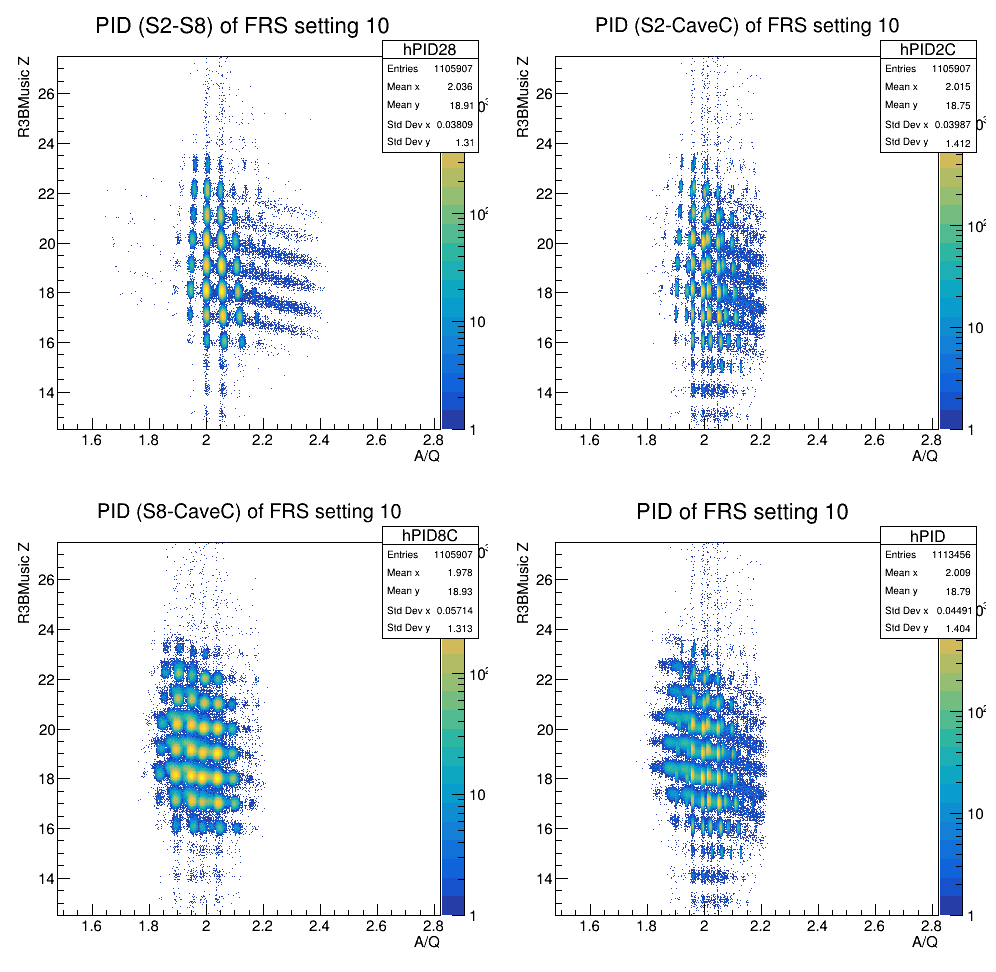 PID (S2-S8) of FRS setting 10
hPID28
Entries 1105907
Mean x 2.036
Mean y 18.91
Std Dev x 0.03809
Std Dev y 1.31
R3BMusic Z
26
24
22
20
18
16
14
1.6 1.8 2 2.2 2.4 2.6 2.8
A/Q
10²
10
1
PID (S2-CaveC) of FRS setting 10
hPID2C
Entries 1105907
Mean x 2.015
Mean y 18.75
Std Dev x 0.03987
Std Dev y 1.412
R3BMusic Z
26
24
22
20
18
16
14
1.6 1.8 2 2.2 2.4 2.6 2.8
A/Q
10²
10
1
PID (S8-CaveC) of FRS setting 10
hPID8C
Entries 1105907
Mean x 1.978
Mean y 18.93
Std Dev x 0.05714
Std Dev y 1.313
R3BMusic Z
26
24
22
20
18
16
14
1.6 1.8 2 2.2 2.4 2.6 2.8
A/Q
10²
10
1
PID of FRS setting 10
hPID
Entries 1113456
Mean x 2.009
Mean y 18.79
Std Dev x 0.04491
Std Dev y 1.404
R3BMusic Z
26
24
22
20
18
16
14
1.6 1.8 2 2.2 2.4 2.6 2.8
A/Q
10²
10
1